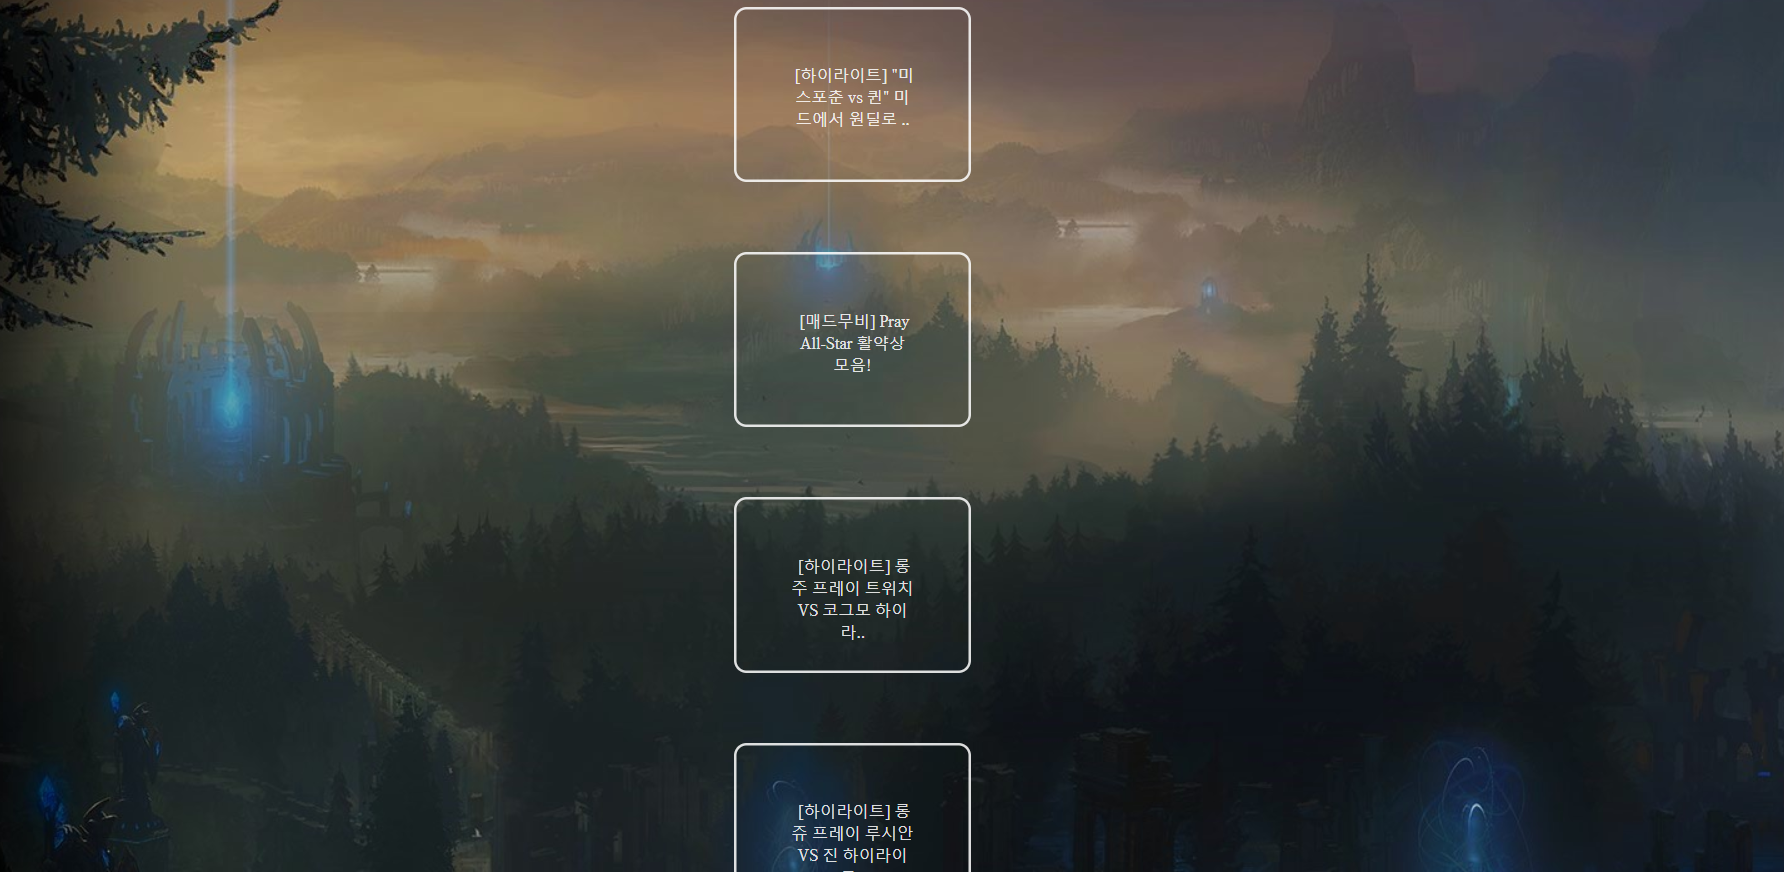 [하이라이트] "미
스포츈 vs 퀸" 미
드에서 원딜로 ..
[매드무비] Pray
All-Star 활약상
모음!
[하이라이트] 롱
주 프레이 트위치
VS 코그모 하이
라..
[하이라이트] 롱
쥬 프레이 루시안
VS 진 하이라이